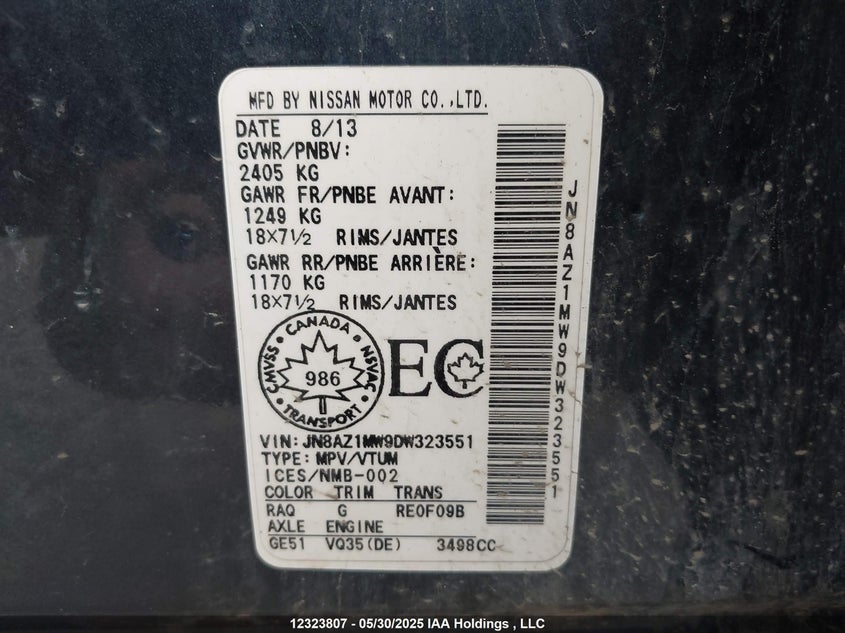 MFD BY NISSAN MOTOR CO.,LTD.
DATE 8/13
GVWR/PNBV:
2405 KG
GAWR FR/PNBE AVANT:
1249 KG
18×7½ RIMS/JANTES
GAWR RR/PNBE ARRIÈRE:
1170 KG
18×7½ RIMS/JANTES
CANADA
CMVSS
NSVAC
986
TRANSPORT
EC
VIN: JN8AZ1MW9DW323551
TYPE: MPV/VTUM
ICES/NMB-002
COLOR TRIM TRANS
RAQ G RE0F09B
AXLE ENGINE
GE51 VQ35(DE) 3498CC
JN8AZ1MW9DW323551
12323807 - 05/30/2025 IAA Holdings , LLC